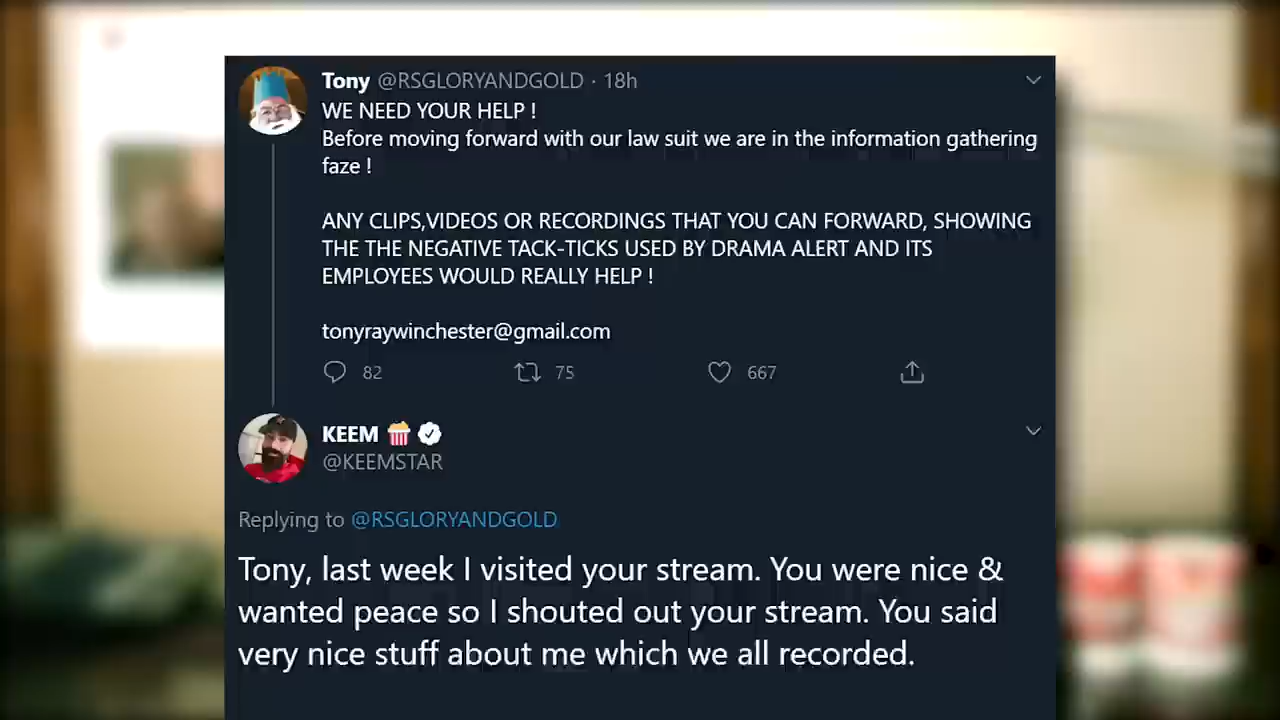 Tony @RSGLORYANDGOLD · 18h
WE NEED YOUR HELP !
Before moving forward with our law suit we are in the information gathering
faze !
ANY CLIPS,VIDEOS OR RECORDINGS THAT YOU CAN FORWARD, SHOWING
THE THE NEGATIVE TACK-TICKS USED BY DRAMA ALERT AND ITS
EMPLOYEES WOULD REALLY HELP !
tonyraywinchester@gmail.com
82 75 667
KEEM 🍿
@KEEMSTAR
Replying to @RSGLORYANDGOLD
Tony, last week I visited your stream. You were nice &
wanted peace so I shouted out your stream. You said
very nice stuff about me which we all recorded.